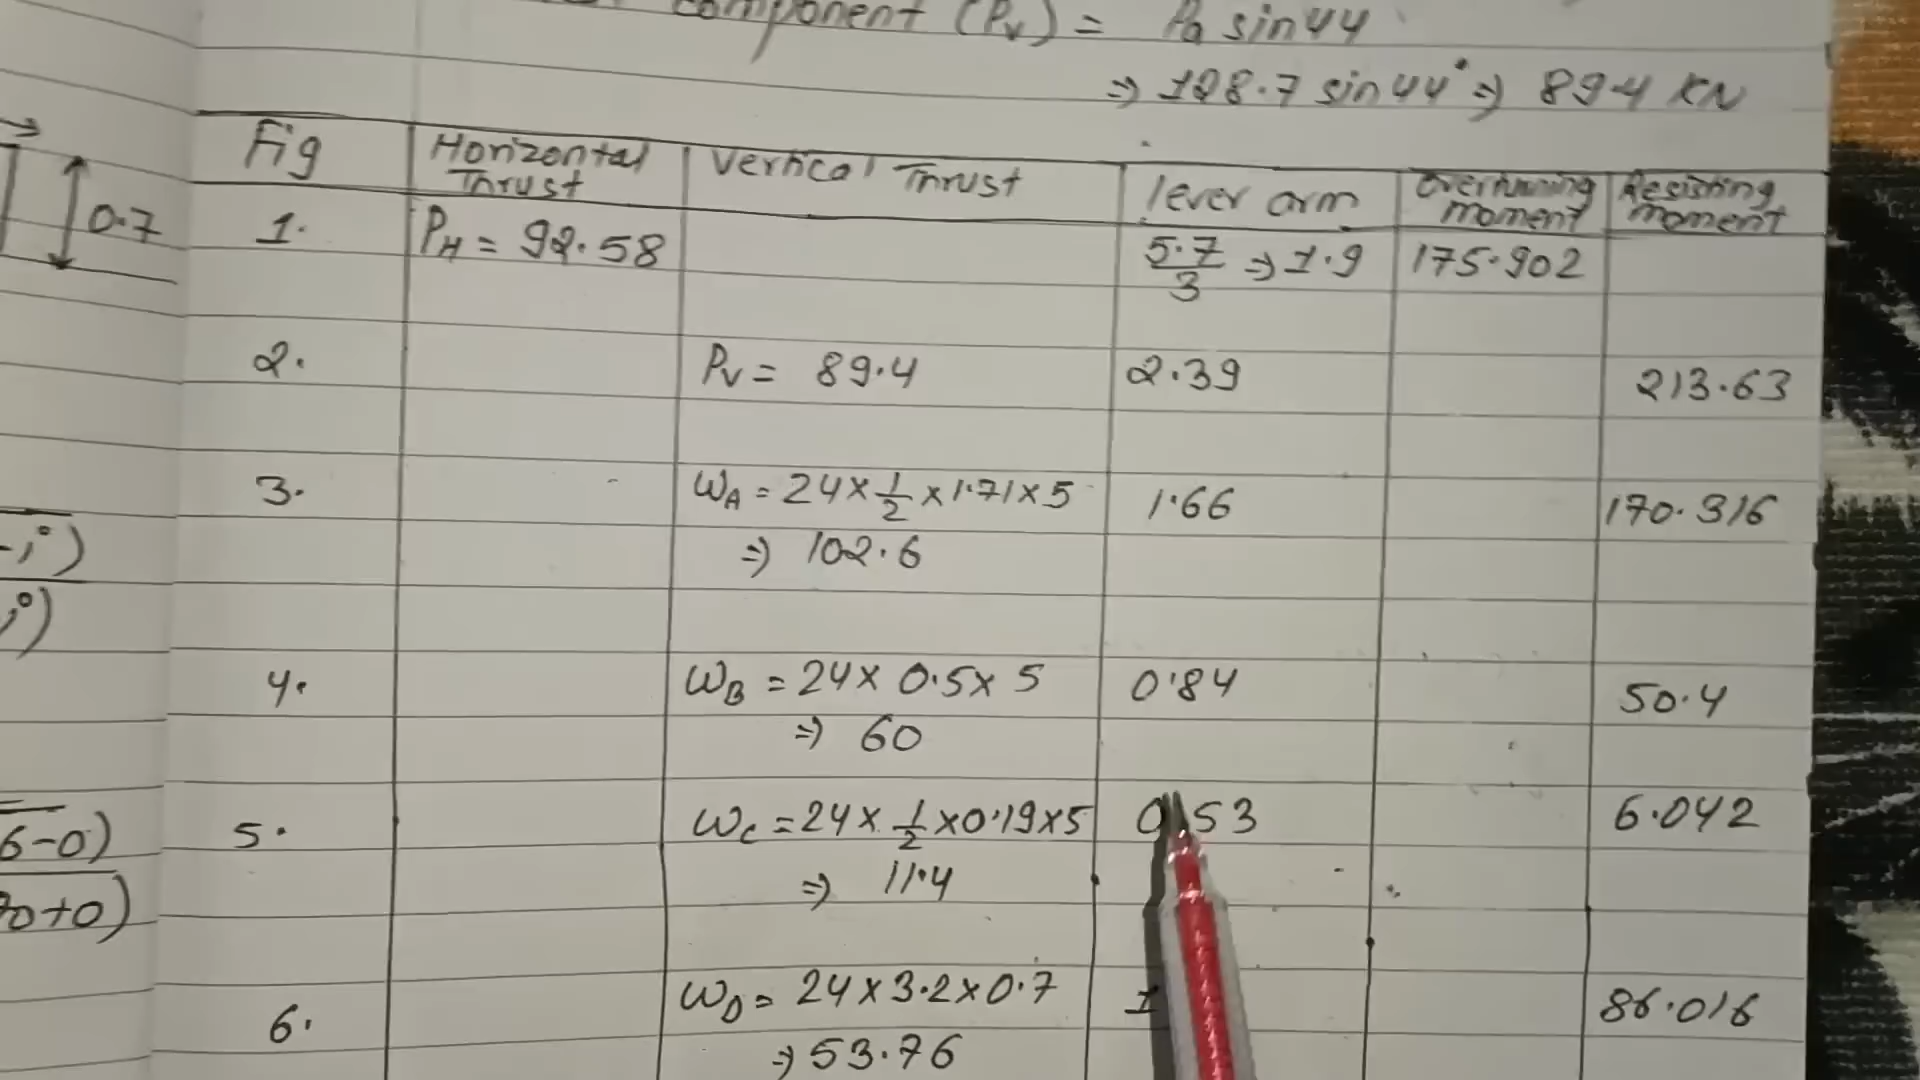 component (Pv) = Pa sin44
⇒ 128.7 sin44° ⇒ 89.4 KN
0.7
Fig Horizontal Thrust Vertical Thrust lever arm overturning moment Resisting moment
1. PH = 92.58 5.7/3 ⇒ 1.9 175.902
2. Pv = 89.4 2.39 213.63
3. WA = 24 × 1/2 × 1.71 × 5 1.66 170.316
⇒ 102.6
-i°)
i°)
4. WB = 24 × 0.5 × 5 0.84 50.4
⇒ 60
5. WC = 24 × 1/2 × 0.19 × 5 0.53 6.042
⇒ 11.4
6-0)
70+0)
6. WD = 24 × 3.2 × 0.7 86.016
⇒ 53.76